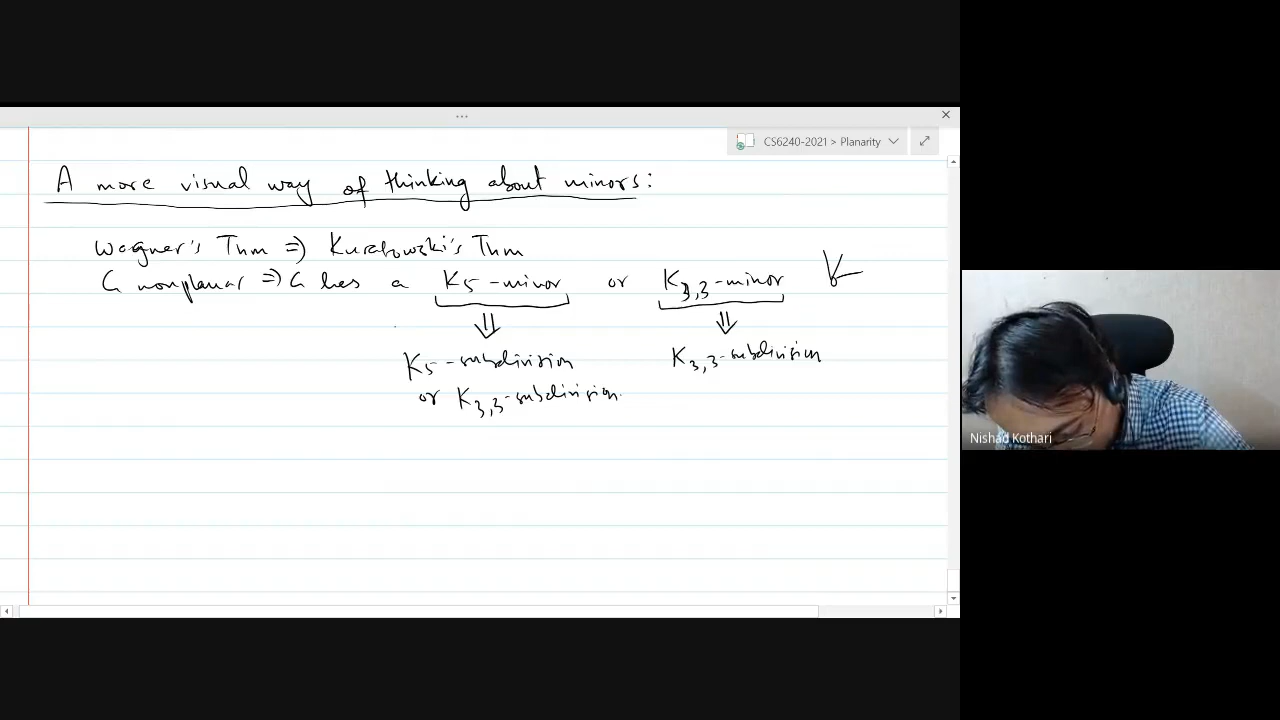 CS6240-2021 > Planarity
A more visual way of thinking about minors:
Wagner's Thm ⇒ Kuratowski's Thm
G nonplanar ⇒ G has a K5-minor or K3,3-minor
⇓ ⇓
K5-subdivision K3,3-subdivision
or K3,3-subdivision.
Nishad Kothari